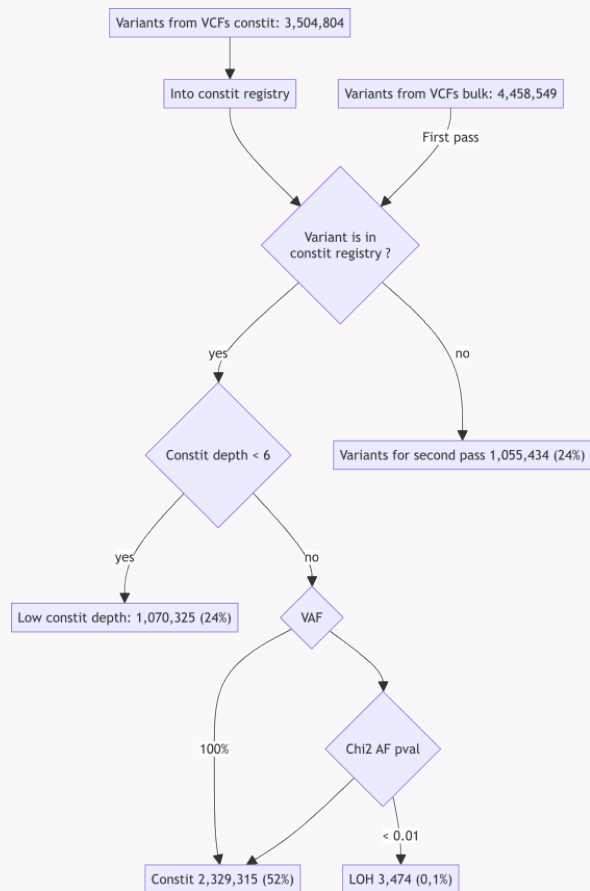 Variants from VCFs constit: 3,504,804
Into constit registry
Variants from VCFs bulk: 4,458,549
First pass
Variant is in
constit registry ?
yes
no
Constit depth < 6
Variants for second pass 1,055,434 (24%)
yes
no
Low constit depth: 1,070,325 (24%)
VAF
100%
Chi2 AF pval
< 0.01
Constit 2,329,315 (52%)
LOH 3,474 (0,1%)